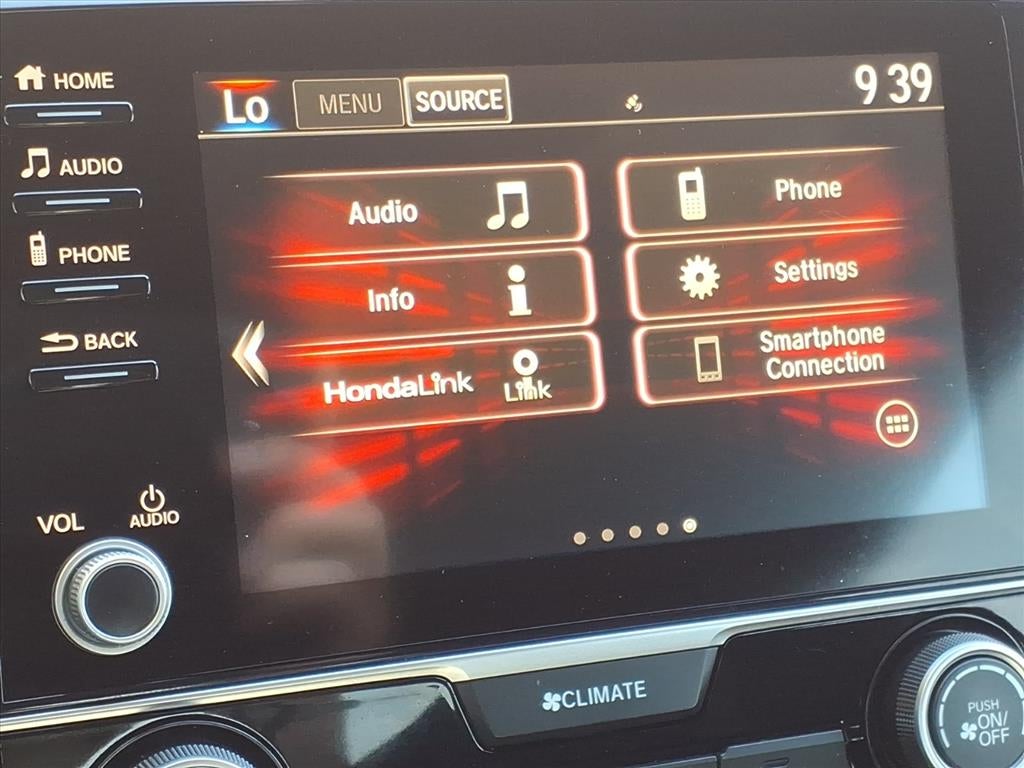 HOME
AUDIO
PHONE
BACK
VOL
AUDIO
Lo
MENU
SOURCE
9 39
Audio
Phone
Info
Settings
HondaLink
Link
Smartphone
Connection
CLIMATE
PUSH
ON/
OFF